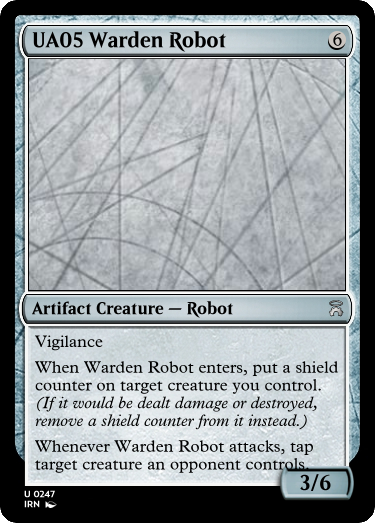 UA05 Warden Robot 6
Artifact Creature — Robot
Vigilance
When Warden Robot enters, put a shield
counter on target creature you control.
(If it would be dealt damage or destroyed,
remove a shield counter from it instead.)
Whenever Warden Robot attacks, tap
target creature an opponent controls.
3/6
U 0247
IRN